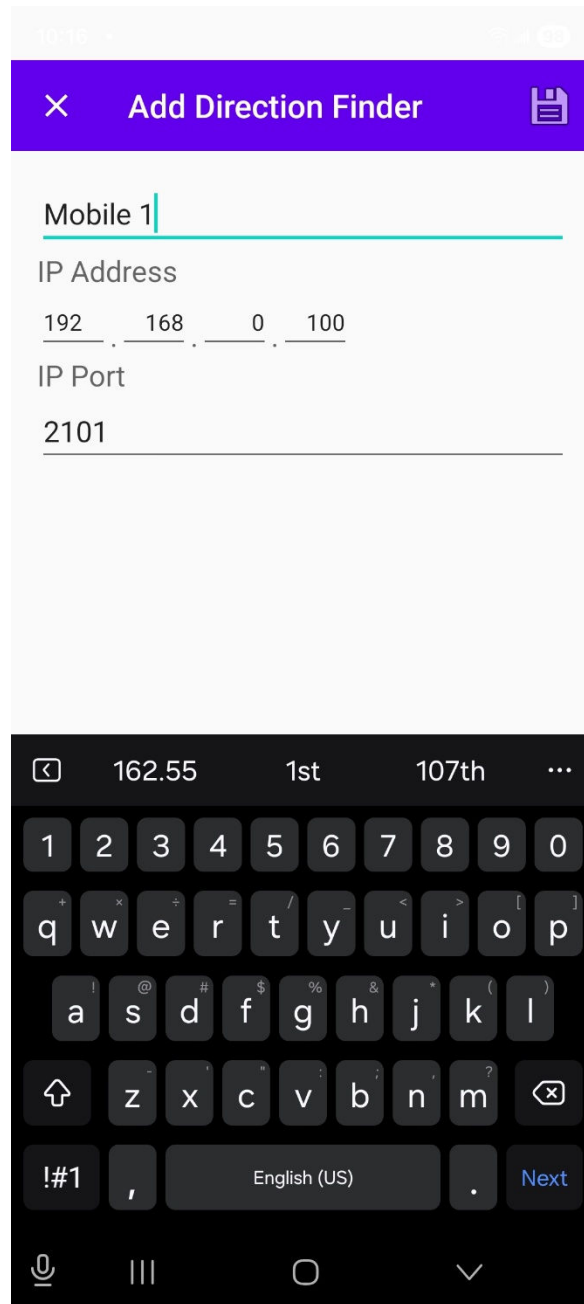 Add Direction Finder
Mobile 1
IP Address
192 . 168 . 0 . 100
IP Port
2101
162.55 1st 107th ...
1 2 3 4 5 6 7 8 9 0
+ × ÷ = / _ < > [ ]
q w e r t y u i o p
! @ # $ % & * ( )
a s d f g h j k l
- ' " : ; , ?
z x c v b n m
!#1 , English (US) . Next